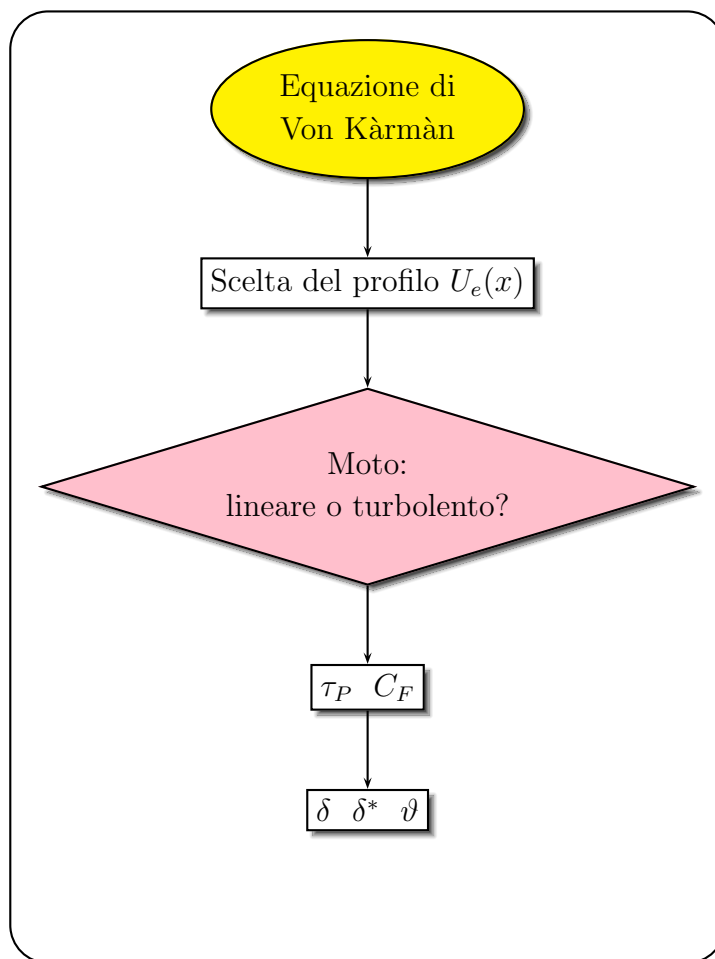 Equazione di
Von Kàrmàn
Scelta del profilo $U_e(x)$
Moto:
lineare o turbolento?
$\tau_P$ $C_F$
$\delta$ $\delta^*$ $\vartheta$